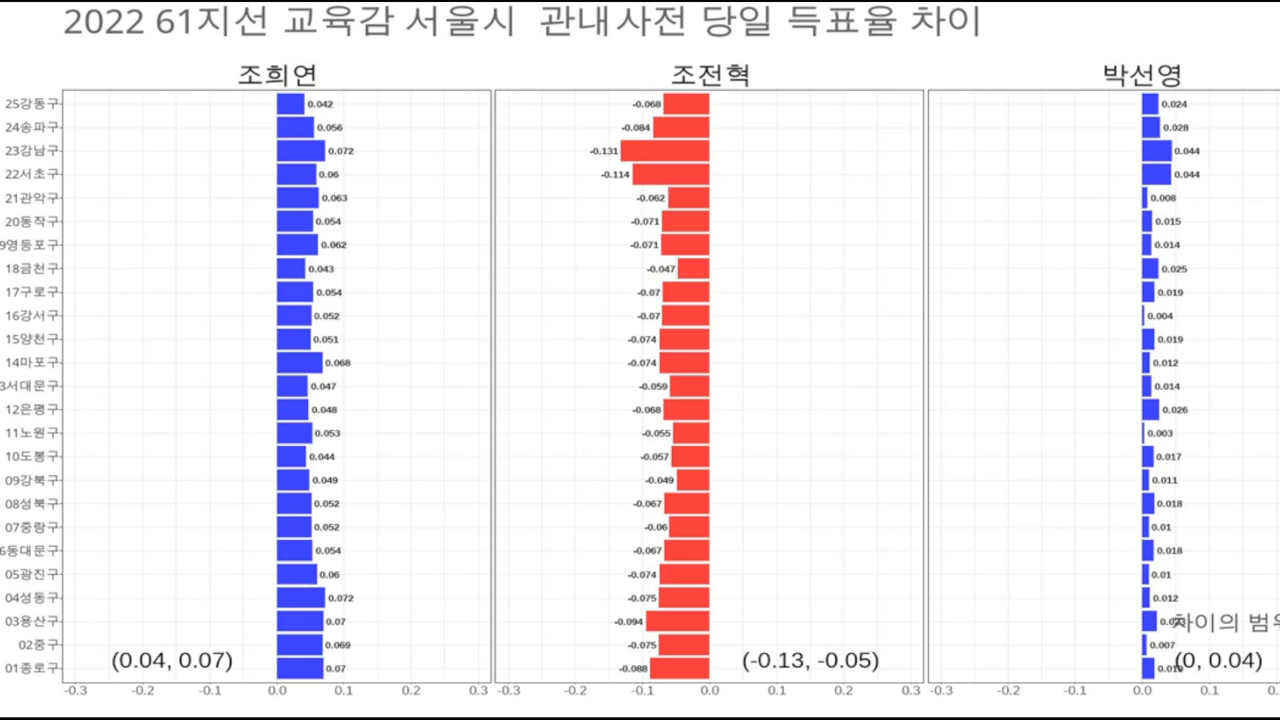 2022 61지선 교육감 서울시 관내사전 당일 득표율 차이
조희연 조전혁 박선영
25강동구 0.042 -0.068 0.024
24송파구 0.056 -0.084 0.028
23강남구 0.072 -0.131 0.044
22서초구 0.06 -0.114 0.044
21관악구 0.063 -0.062 0.008
20동작구 0.054 -0.071 0.015
9영등포구 0.062 -0.071 0.014
18금천구 0.043 -0.047 0.025
17구로구 0.054 -0.07 0.019
16강서구 0.052 -0.07 0.004
15양천구 0.051 -0.074 0.019
14마포구 0.068 -0.074 0.012
3서대문구 0.047 -0.059 0.014
12은평구 0.048 -0.068 0.026
11노원구 0.053 -0.055 0.003
10도봉구 0.044 -0.057 0.017
09강북구 0.049 -0.049 0.011
08성북구 0.052 -0.067 0.018
07중랑구 0.052 -0.06 0.01
6동대문구 0.054 -0.067 0.018
05광진구 0.06 -0.074 0.01
04성동구 0.072 -0.075 0.012
03용산구 0.07 -0.094 차이의 범위
02중구 0.069 -0.075 0.007
(0.04, 0.07) (-0.13, -0.05) (0, 0.04)
01종로구 0.07 -0.088
-0.3 -0.2 -0.1 0.0 0.1 0.2 0.3 -0.3 -0.2 -0.1 0.0 0.1 0.2 0.3 -0.3 -0.2 -0.1 0.0 0.1